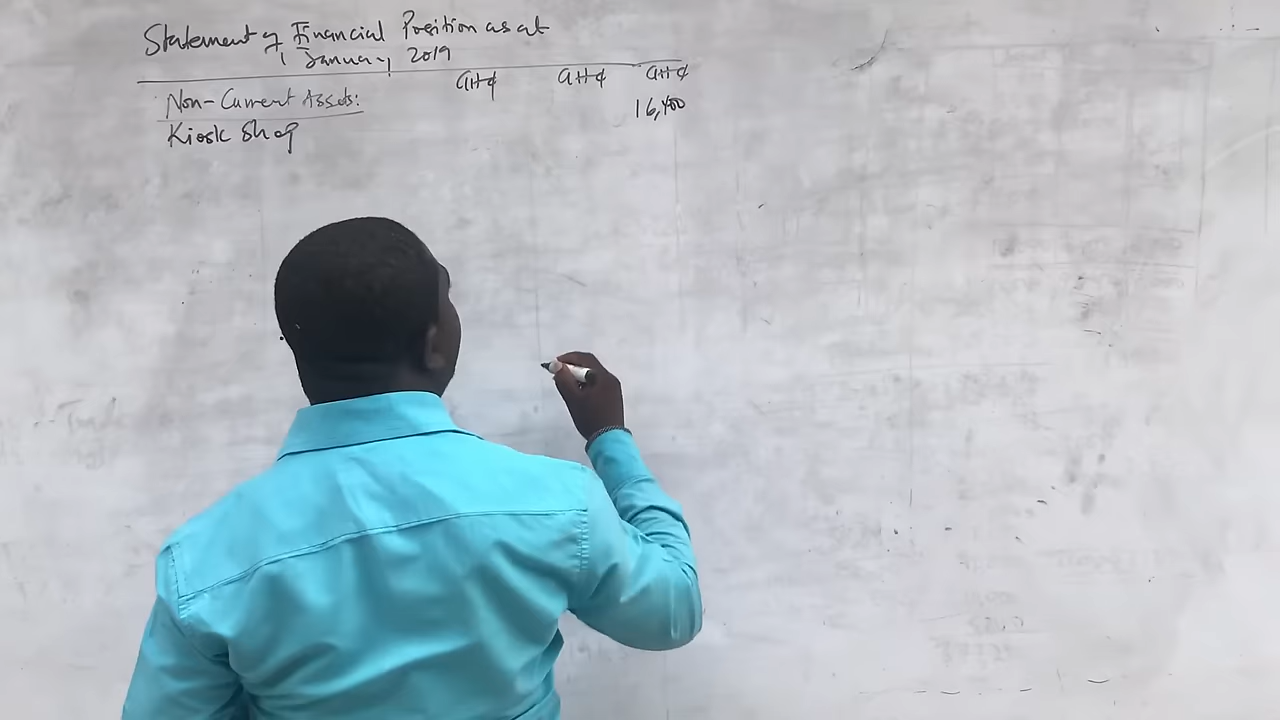 Statement of Financial Position as at
1 January 2019
GH¢ GH¢ GH¢
Non-Current Assets: 16,400
Kiosk Shop